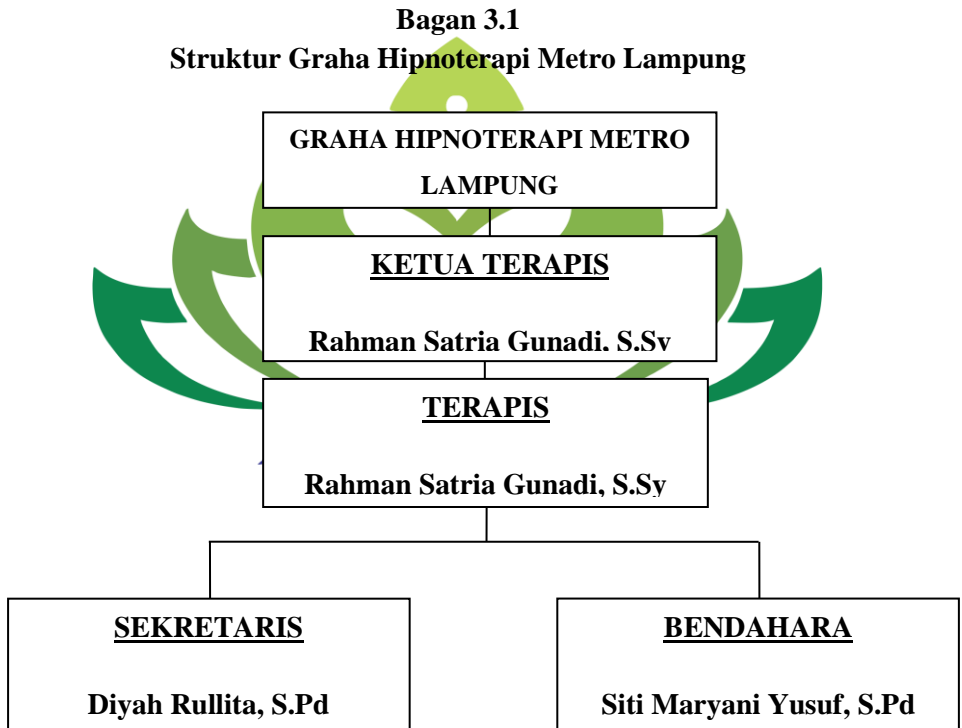 Bagan 3.1
Struktur Graha Hipnoterapi Metro Lampung
GRAHA HIPNOTERAPI METRO
LAMPUNG
KETUA TERAPIS
Rahman Satria Gunadi, S.Sy
TERAPIS
Rahman Satria Gunadi, S.Sy
SEKRETARIS
Diyah Rullita, S.Pd
BENDAHARA
Siti Maryani Yusuf, S.Pd